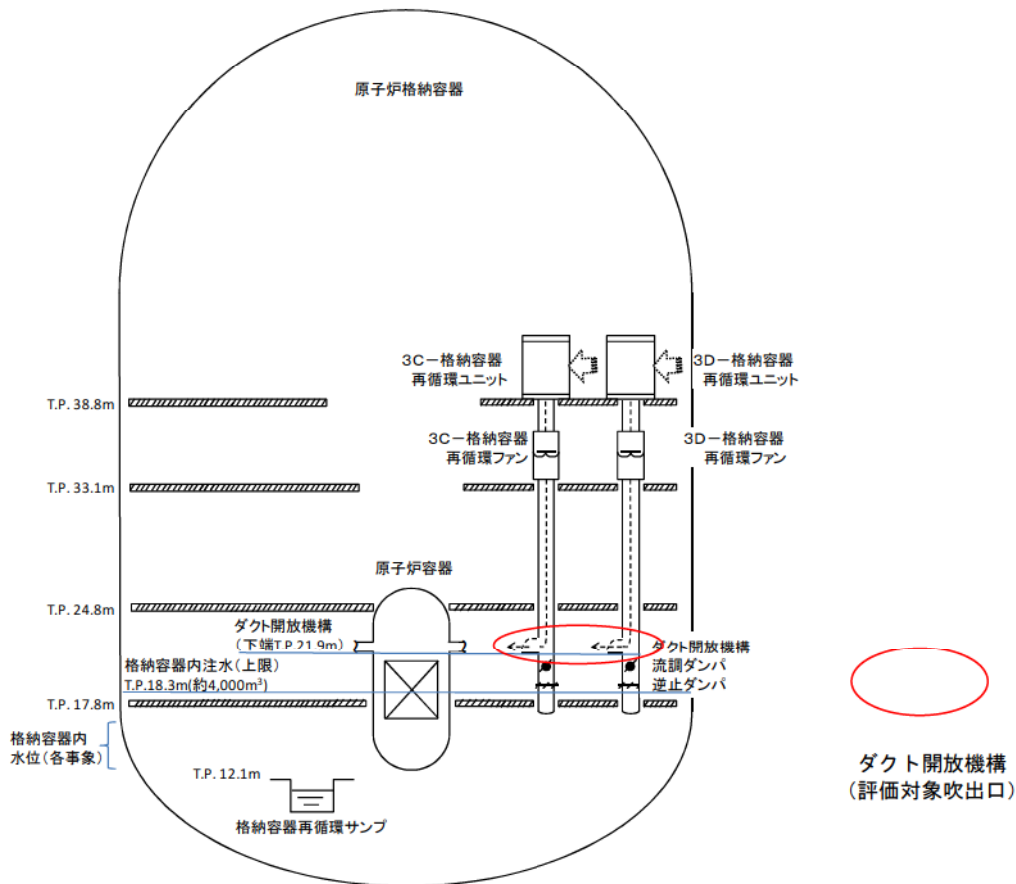 原子炉格納容器
3C－格納容器
再循環ユニット
3D－格納容器
再循環ユニット
T.P. 38.8m
3C－格納容器
再循環ファン
3D－格納容器
再循環ファン
T.P. 33.1m
原子炉容器
T.P. 24.8m
ダクト開放機構
(下端T.P.21.9m)
ダクト開放機構
流調ダンパ
逆止ダンパ
格納容器内注水(上限)
T.P.18.3m(約4,000m³)
T.P. 17.8m
格納容器内
水位(各事象)
T.P. 12.1m
格納容器再循環サンプ
ダクト開放機構
(評価対象吹出口)